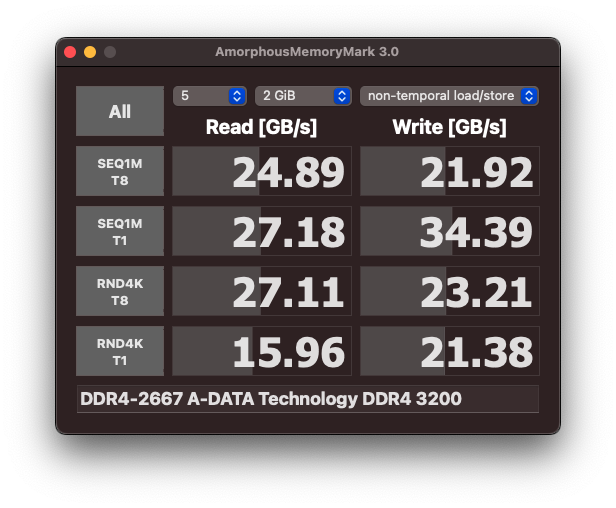 AmorphousMemoryMark 3.0
All
5
2 GiB
non-temporal load/store
Read [GB/s]
Write [GB/s]
SEQ1M
T8
24.89
21.92
SEQ1M
T1
27.18
34.39
RND4K
T8
27.11
23.21
RND4K
T1
15.96
21.38
DDR4-2667 A-DATA Technology DDR4 3200